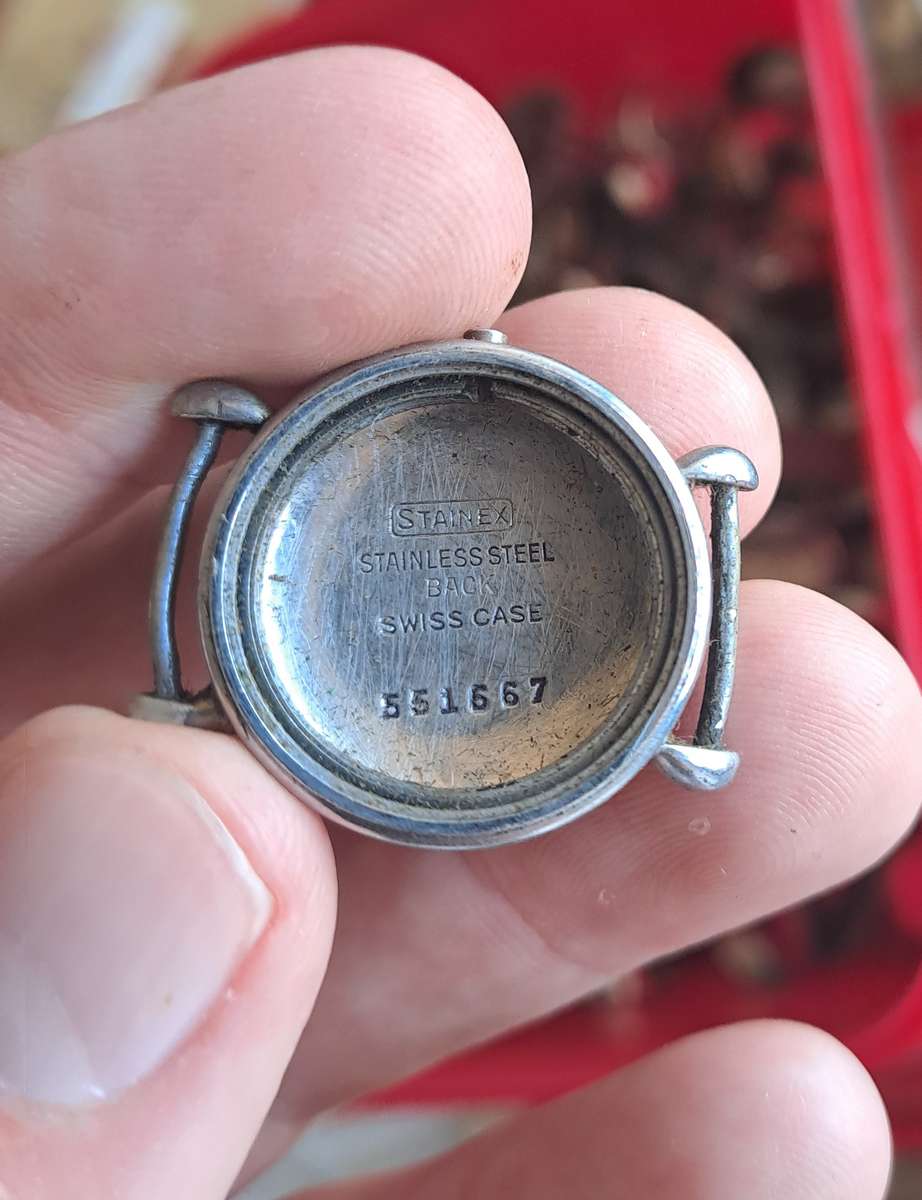 STAINEX
STAINLESS STEEL
BACK
SWISS CASE
551667